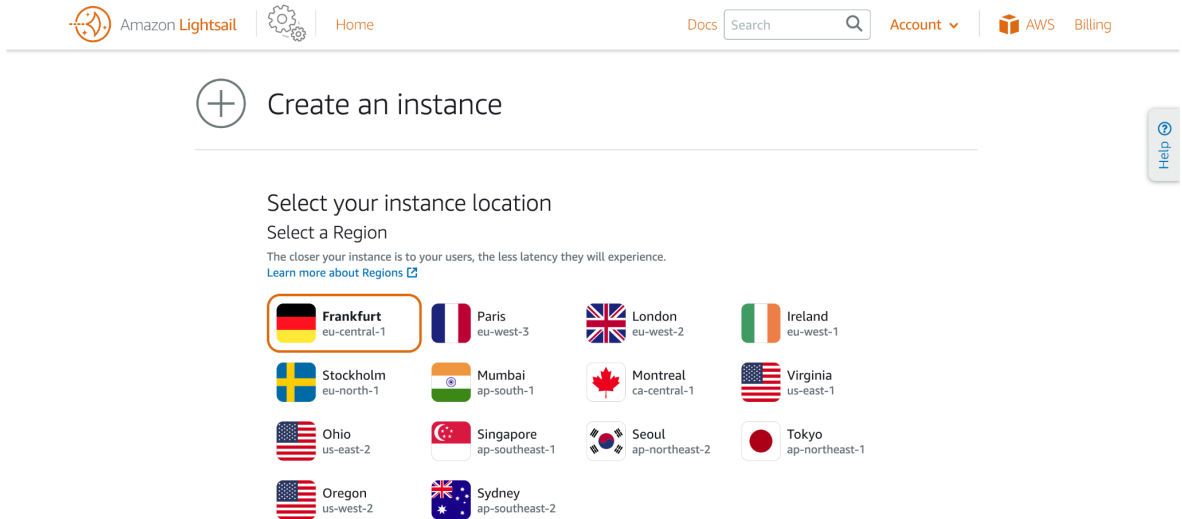 Amazon Lightsail
Home
Docs
Search
Account
AWS
Billing
Create an instance
Help
Select your instance location
Select a Region
The closer your instance is to your users, the less latency they will experience.
Learn more about Regions
Frankfurt
eu-central-1
Paris
eu-west-3
London
eu-west-2
Ireland
eu-west-1
Stockholm
eu-north-1
Mumbai
ap-south-1
Montreal
ca-central-1
Virginia
us-east-1
Ohio
us-east-2
Singapore
ap-southeast-1
Seoul
ap-northeast-2
Tokyo
ap-northeast-1
Oregon
us-west-2
Sydney
ap-southeast-2